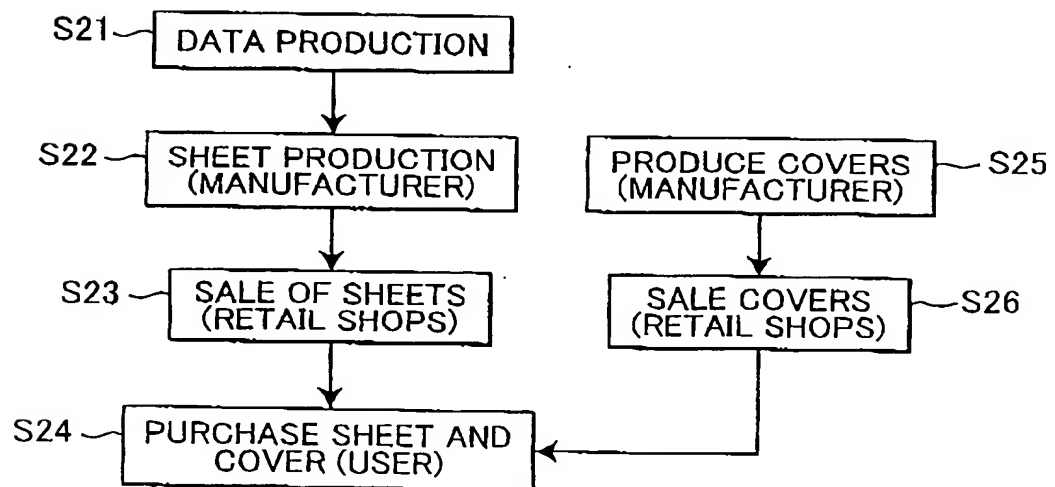 S21
DATA PRODUCTION
S22
SHEET PRODUCTION
(MANUFACTURER)
S23
SALE OF SHEETS
(RETAIL SHOPS)
S24
PURCHASE SHEET AND
COVER (USER)
PRODUCE COVERS
(MANUFACTURER)
S25
SALE COVERS
(RETAIL SHOPS)
S26